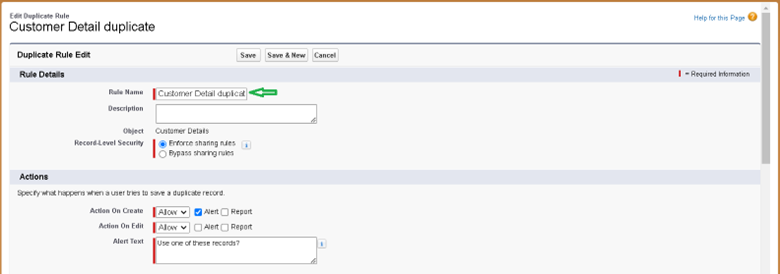 Edit Duplicate Rule
Customer Detail duplicate
Help for this Page ?
Duplicate Rule Edit
Save Save & New Cancel
Rule Details
= Required Information
Rule Name Customer Detail duplicat
Description
Object Customer Details
Record-Level Security Enforce sharing rules i
Bypass sharing rules
Actions
Specify what happens when a user tries to save a duplicate record.
Action On Create Allow Alert Report
Action On Edit Allow Alert Report
Alert Text Use one of these records? i